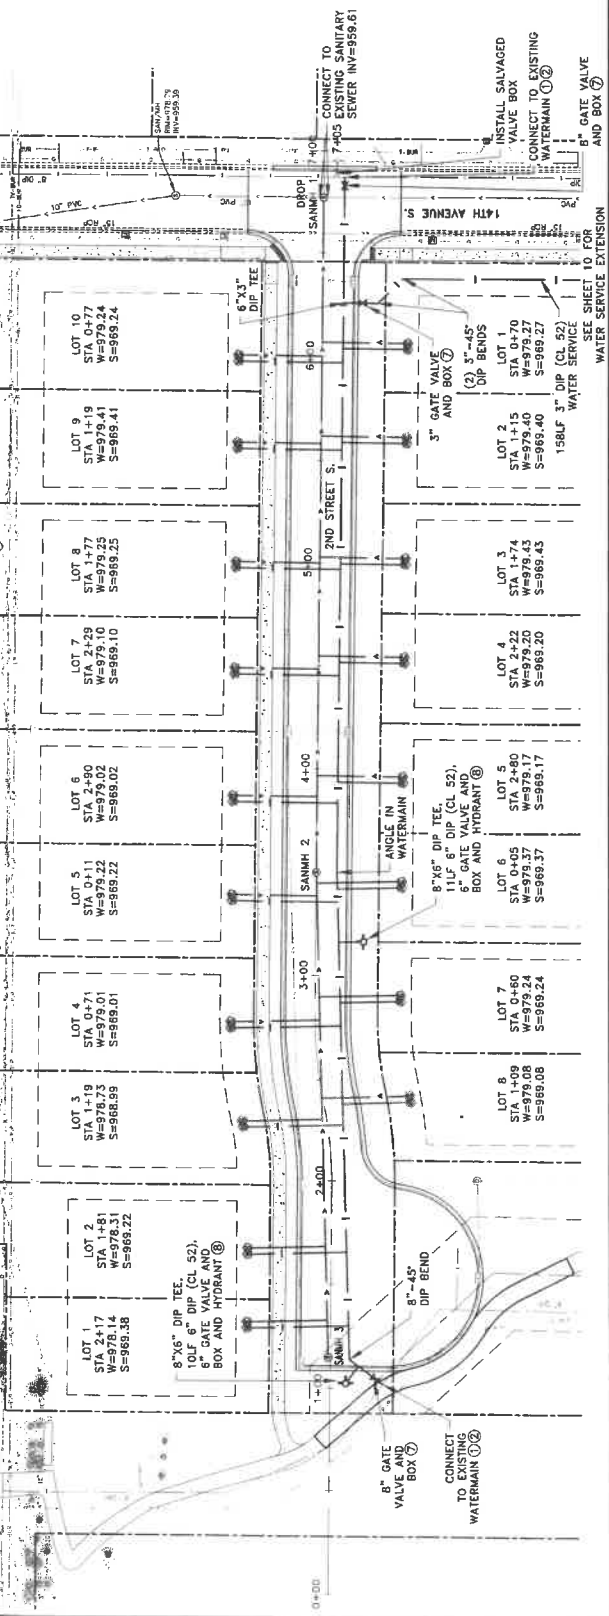 SAN/MH
RIM=978.79
INV=959.39
CONNECT TO
EXISTING SANITARY
SEWER INV=959.61
7+05
DROP
SANMH 1
INSTALL SALVAGED
VALVE BOX
CONNECT TO EXISTING
WATERMAIN ①②
8" GATE VALVE
AND BOX ⑦
8" DIP
PVC
15" RCP
PVC
14TH AVENUE S.
SEE SHEET 10 FOR
WATER SERVICE EXTENSION
LOT 10
STA 0+77
W=979.24
S=969.24
LOT 9
STA 1+19
W=979.41
S=969.41
LOT 8
STA 1+77
W=979.25
S=969.25
LOT 7
STA 2+29
W=979.10
S=969.10
LOT 6
STA 2+90
W=979.02
S=969.02
LOT 5
STA 0+11
W=979.22
S=969.22
LOT 4
STA 0+71
W=979.01
S=969.01
LOT 3
STA 1+19
W=978.73
S=968.99
LOT 2
STA 1+81
W=978.31
S=969.22
LOT 1
STA 2+17
W=978.14
S=969.38
8"X6" DIP TEE,
10LF 6" DIP (CL 52),
6" GATE VALVE AND
BOX AND HYDRANT ⑧
6"X3"
DIP TEE
6+00
2ND STREET S.
5+00
4+00
SANMH 2
3+00
2+00
SANMH 3
1+00
0+00
3" GATE VALVE
AND BOX ⑦
(2) 3"-45°
DIP BENDS
LOT 1
STA 0+70
W=979.27
S=969.27
158LF 3" DIP (CL 52)
WATER SERVICE
LOT 2
STA 1+15
W=979.40
S=969.40
LOT 3
STA 1+74
W=979.43
S=969.43
LOT 4
STA 2+22
W=979.20
S=969.20
LOT 5
STA 2+80
W=979.17
S=969.17
ANGLE IN
WATERMAIN
8"X6" DIP TEE,
11LF 6" DIP (CL 52),
6" GATE VALVE AND
BOX AND HYDRANT ⑧
LOT 6
STA 0+05
W=979.37
S=969.37
LOT 7
STA 0+60
W=979.24
S=969.24
LOT 8
STA 1+09
W=979.08
S=969.08
8"-45°
DIP BEND
8" GATE
VALVE AND
BOX ⑦
CONNECT
TO EXISTING
WATERMAIN ①②